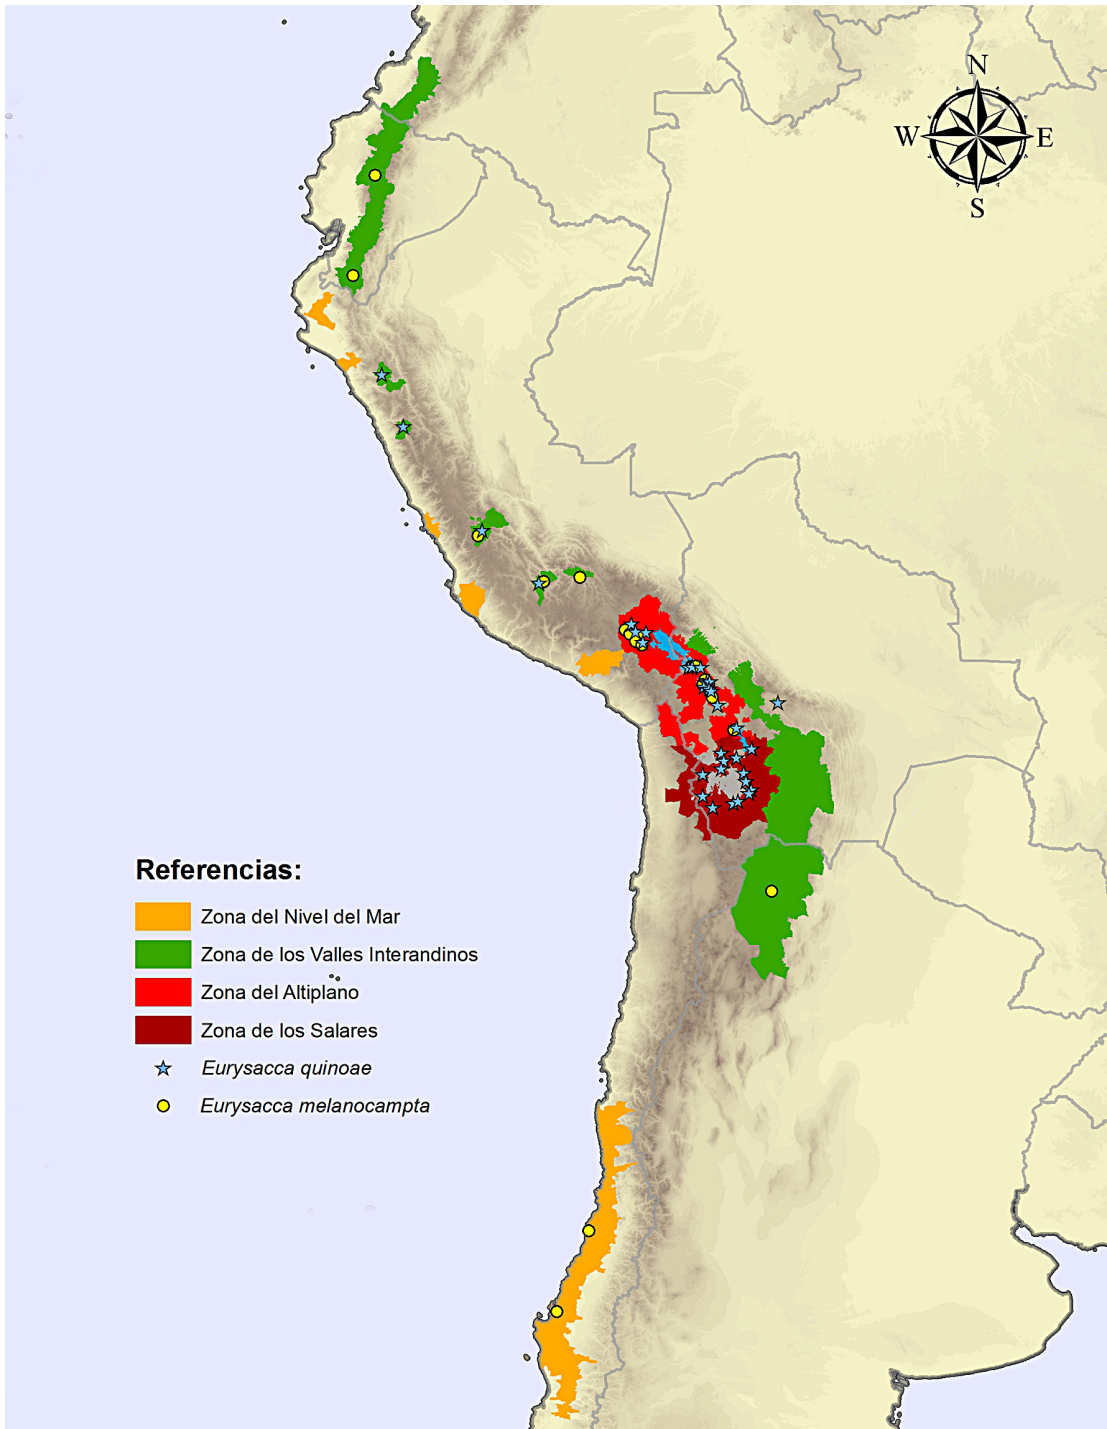 N
W E
S
Referencias:
Zona del Nivel del Mar
Zona de los Valles Interandinos
Zona del Altiplano
Zona de los Salares
Eurysacca quinoae
Eurysacca melanocampta